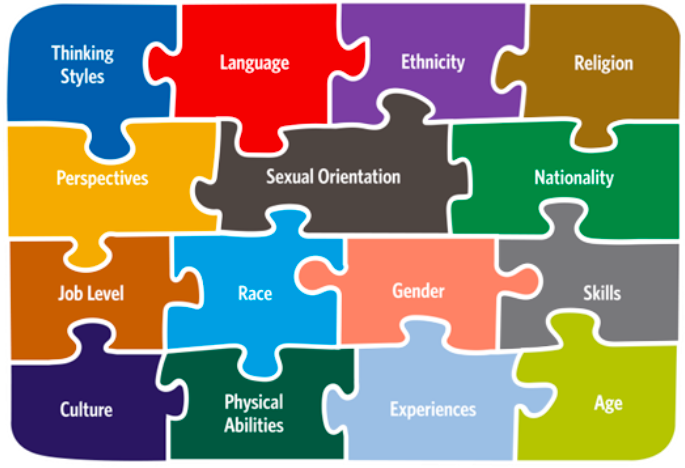 Thinking
Styles
Language
Ethnicity
Religion
Perspectives
Sexual Orientation
Nationality
Job Level
Race
Gender
Skills
Culture
Physical
Abilities
Experiences
Age